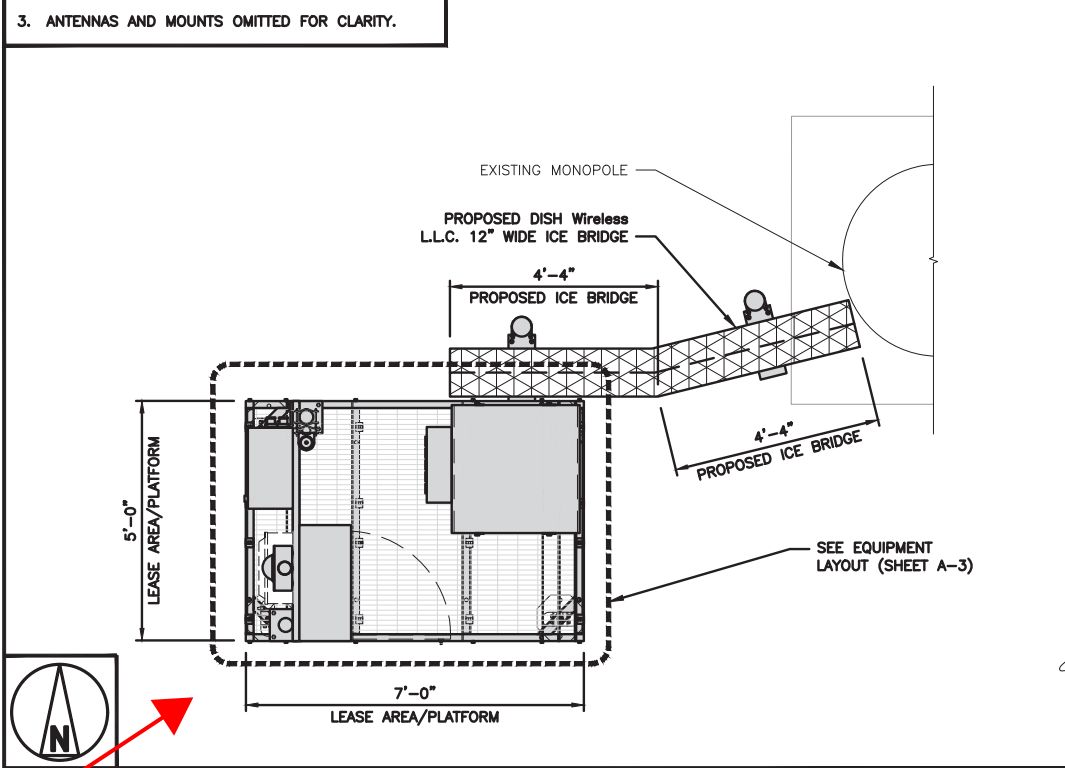 3. ANTENNAS AND MOUNTS OMITTED FOR CLARITY.
EXISTING MONOPOLE
PROPOSED DISH Wireless
L.L.C. 12" WIDE ICE BRIDGE
4'-4"
PROPOSED ICE BRIDGE
4'-4"
PROPOSED ICE BRIDGE
5'-0"
LEASE AREA/PLATFORM
SEE EQUIPMENT
LAYOUT (SHEET A-3)
7'-0"
LEASE AREA/PLATFORM
N